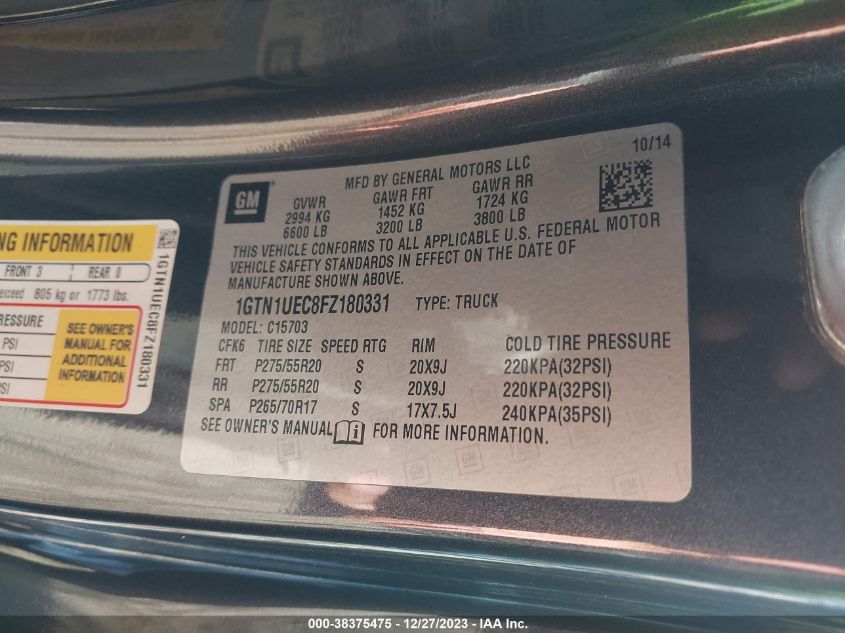 10/14
MFD BY GENERAL MOTORS LLC
GM
GVWR GAWR FRT GAWR RR
2994 KG 1452 KG 1724 KG
6600 LB 3200 LB 3800 LB
THIS VEHICLE CONFORMS TO ALL APPLICABLE U.S. FEDERAL MOTOR
VEHICLE SAFETY STANDARDS IN EFFECT ON THE DATE OF
MANUFACTURE SHOWN ABOVE.
1GTN1UEC8FZ180331 TYPE: TRUCK
MODEL: C15703
CFK6 TIRE SIZE SPEED RTG RIM COLD TIRE PRESSURE
FRT P275/55R20 S 20X9J 220KPA(32PSI)
RR P275/55R20 S 20X9J 220KPA(32PSI)
SPA P265/70R17 S 17X7.5J 240KPA(35PSI)
SEE OWNER'S MANUAL FOR MORE INFORMATION.
NG INFORMATION
FRONT 3 REAR 0
exceed 805 kg or 1773 lbs.
RESSURE
PSI
PSI
PSI
SEE OWNER'S
MANUAL FOR
ADDITIONAL
INFORMATION
1GTN1UEC8FZ180331
000-38375475 - 12/27/2023 - IAA Inc.